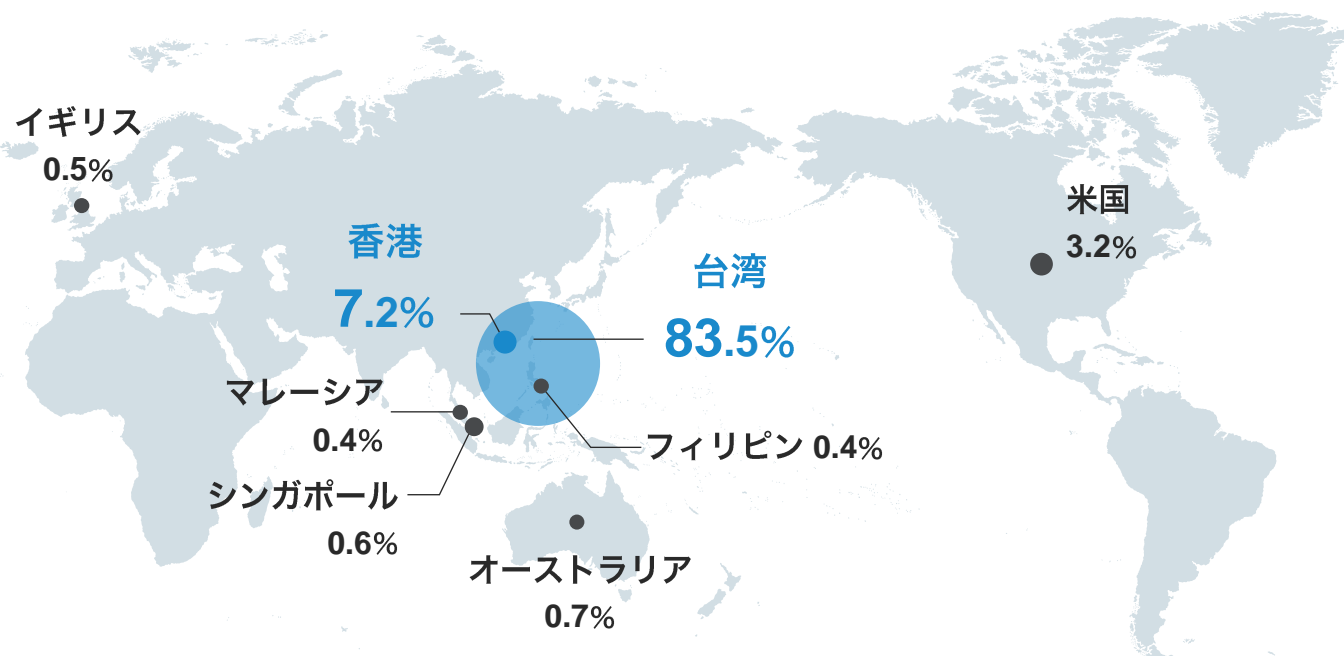 イギリス
0.5%
米国
3.2%
香港
7.2%
台湾
83.5%
マレーシア
0.4%
フィリピン 0.4%
シンガポール
0.6%
オーストラリア
0.7%